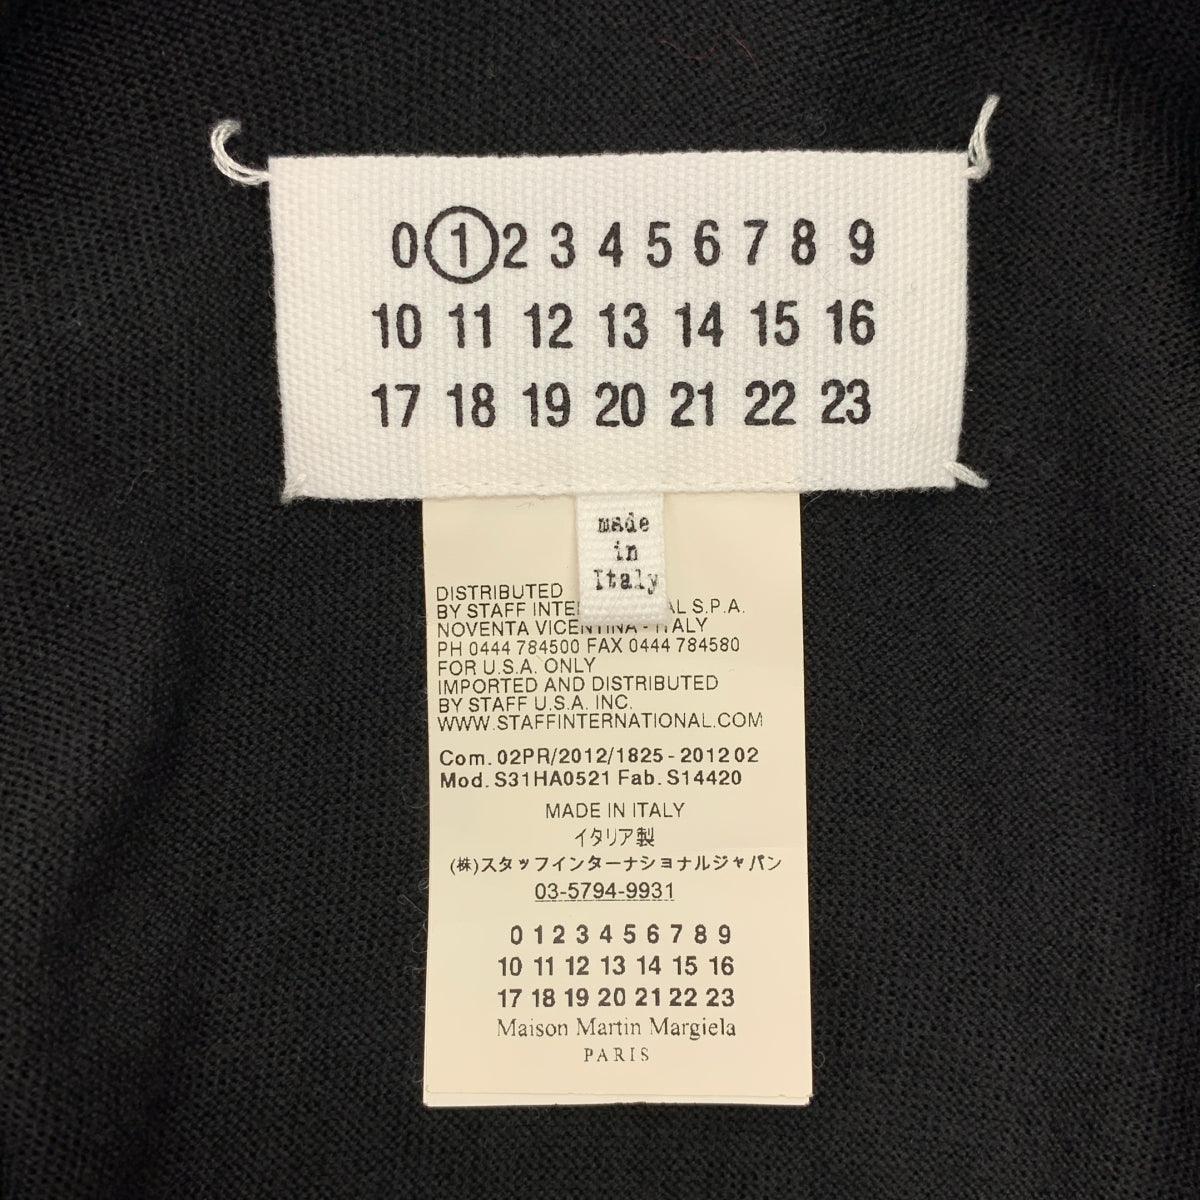 0 1 2 3 4 5 6 7 8 9
10 11 12 13 14 15 16
17 18 19 20 21 22 23
made
in
Italy
DISTRIBUTED
BY STAFF S.P.A.
NOVENTA VICENTINA - ITALY
PH 0444 784500 FAX 0444 784580
FOR U.S.A. ONLY
IMPORTED AND DISTRIBUTED
BY STAFF U.S.A. INC.
WWW.STAFFINTERNATIONAL.COM
Com. 02PR/2012/1825 - 2012 02
Mod. S31HA0521 Fab. S14420
MADE IN ITALY
イタリア製
(株)スタッフインターナショナルジャパン
03-5794-9931
0 1 2 3 4 5 6 7 8 9
10 11 12 13 14 15 16
17 18 19 20 21 22 23
Maison Martin Margiela
PARIS